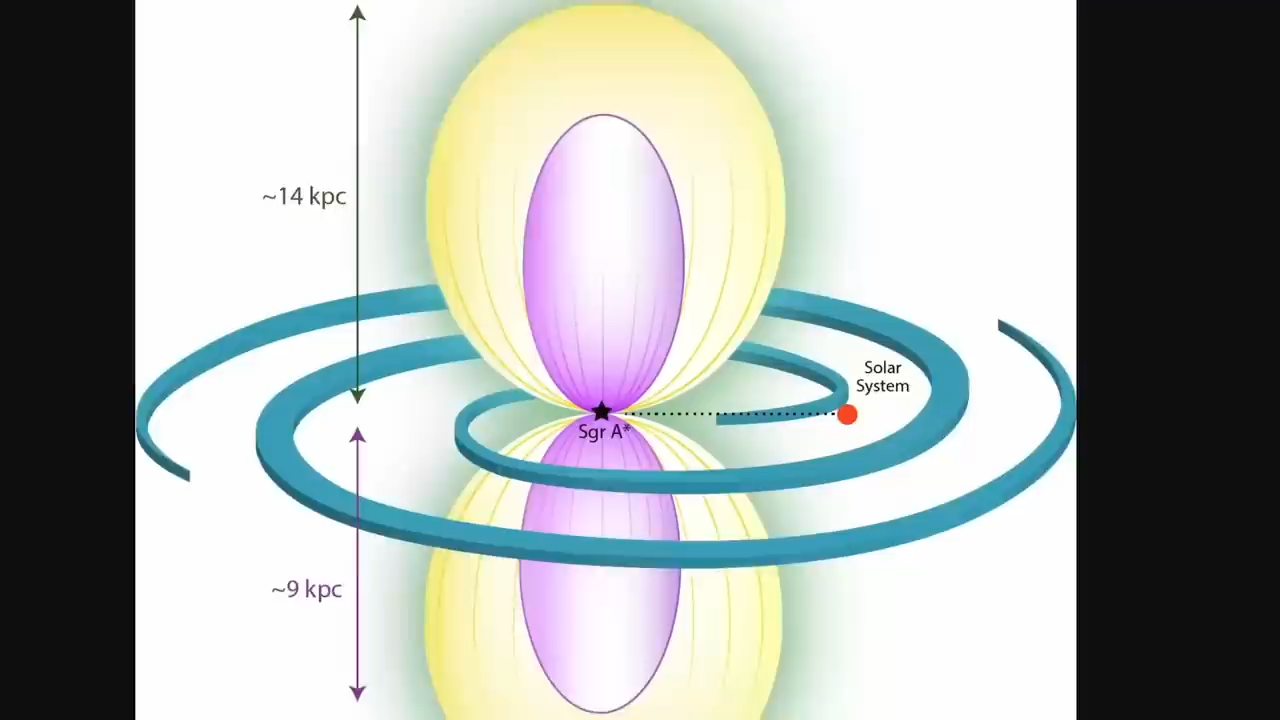 ~14 kpc
Solar
System
Sgr A*
~9 kpc